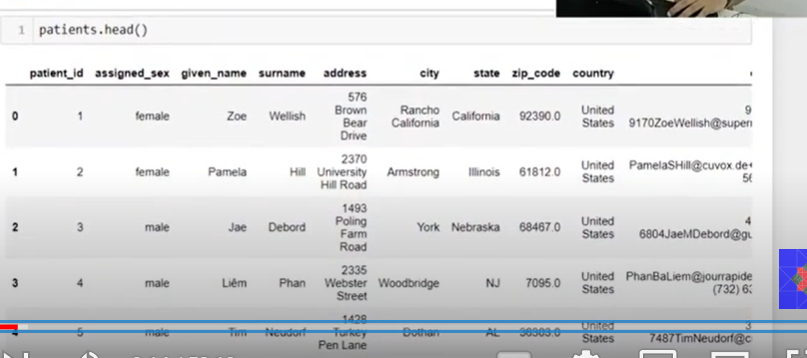 1 patients.head()
patient_id assigned_sex given_name surname address city state zip_code country
0 1 female Zoe Wellish 576 Brown Bear Drive Rancho California California 92390.0 United States 9170ZoeWellish@super
1 2 female Pamela Hill 2370 University Hill Road Armstrong Illinois 61812.0 United States PamelaSHill@cuvox.de+ 56
2 3 male Jae Debord 1493 Poling Farm Road York Nebraska 68467.0 United States 4 6804JaeMDebord@gu
3 4 male Liêm Phan 2335 Webster Street Woodbridge NJ 7095.0 United States PhanBaLiem@jourrapide (732) 63
4 5 male Tim Neudorf 1428 Turkey Pen Lane Dothan AL United States 7487TimNeudorf@c